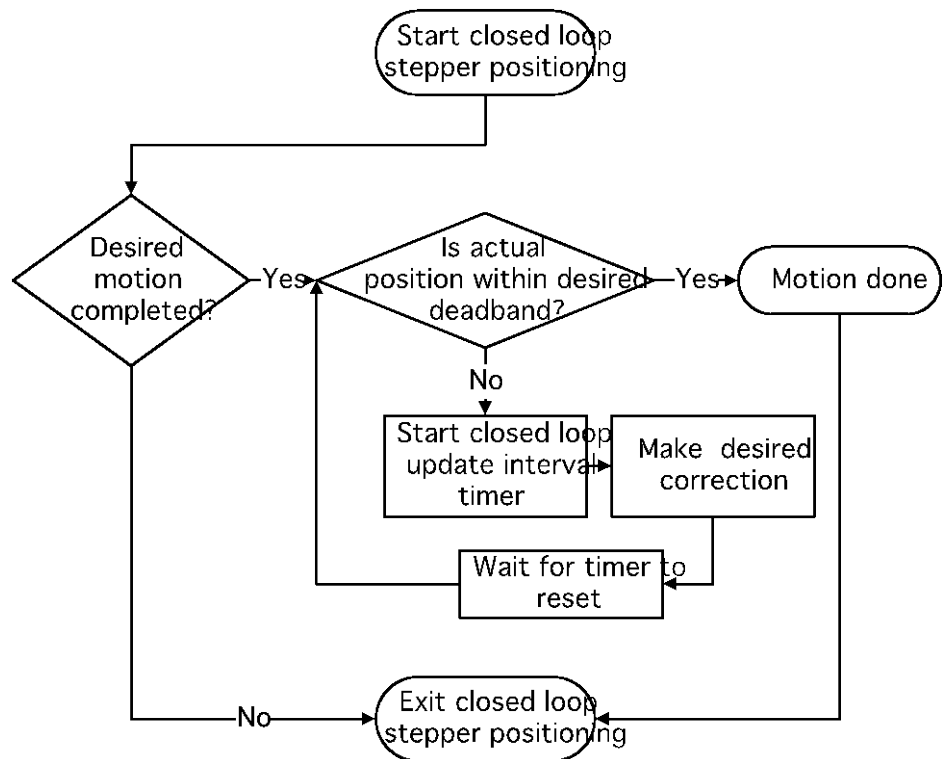 Start closed loop
stepper positioning
Desired
motion
completed?
Yes
Is actual
position within desired
deadband?
Yes
Motion done
No
Start closed loop
update interval
timer
Make desired
correction
Wait for timer to
reset
No
Exit closed loop
stepper positioning